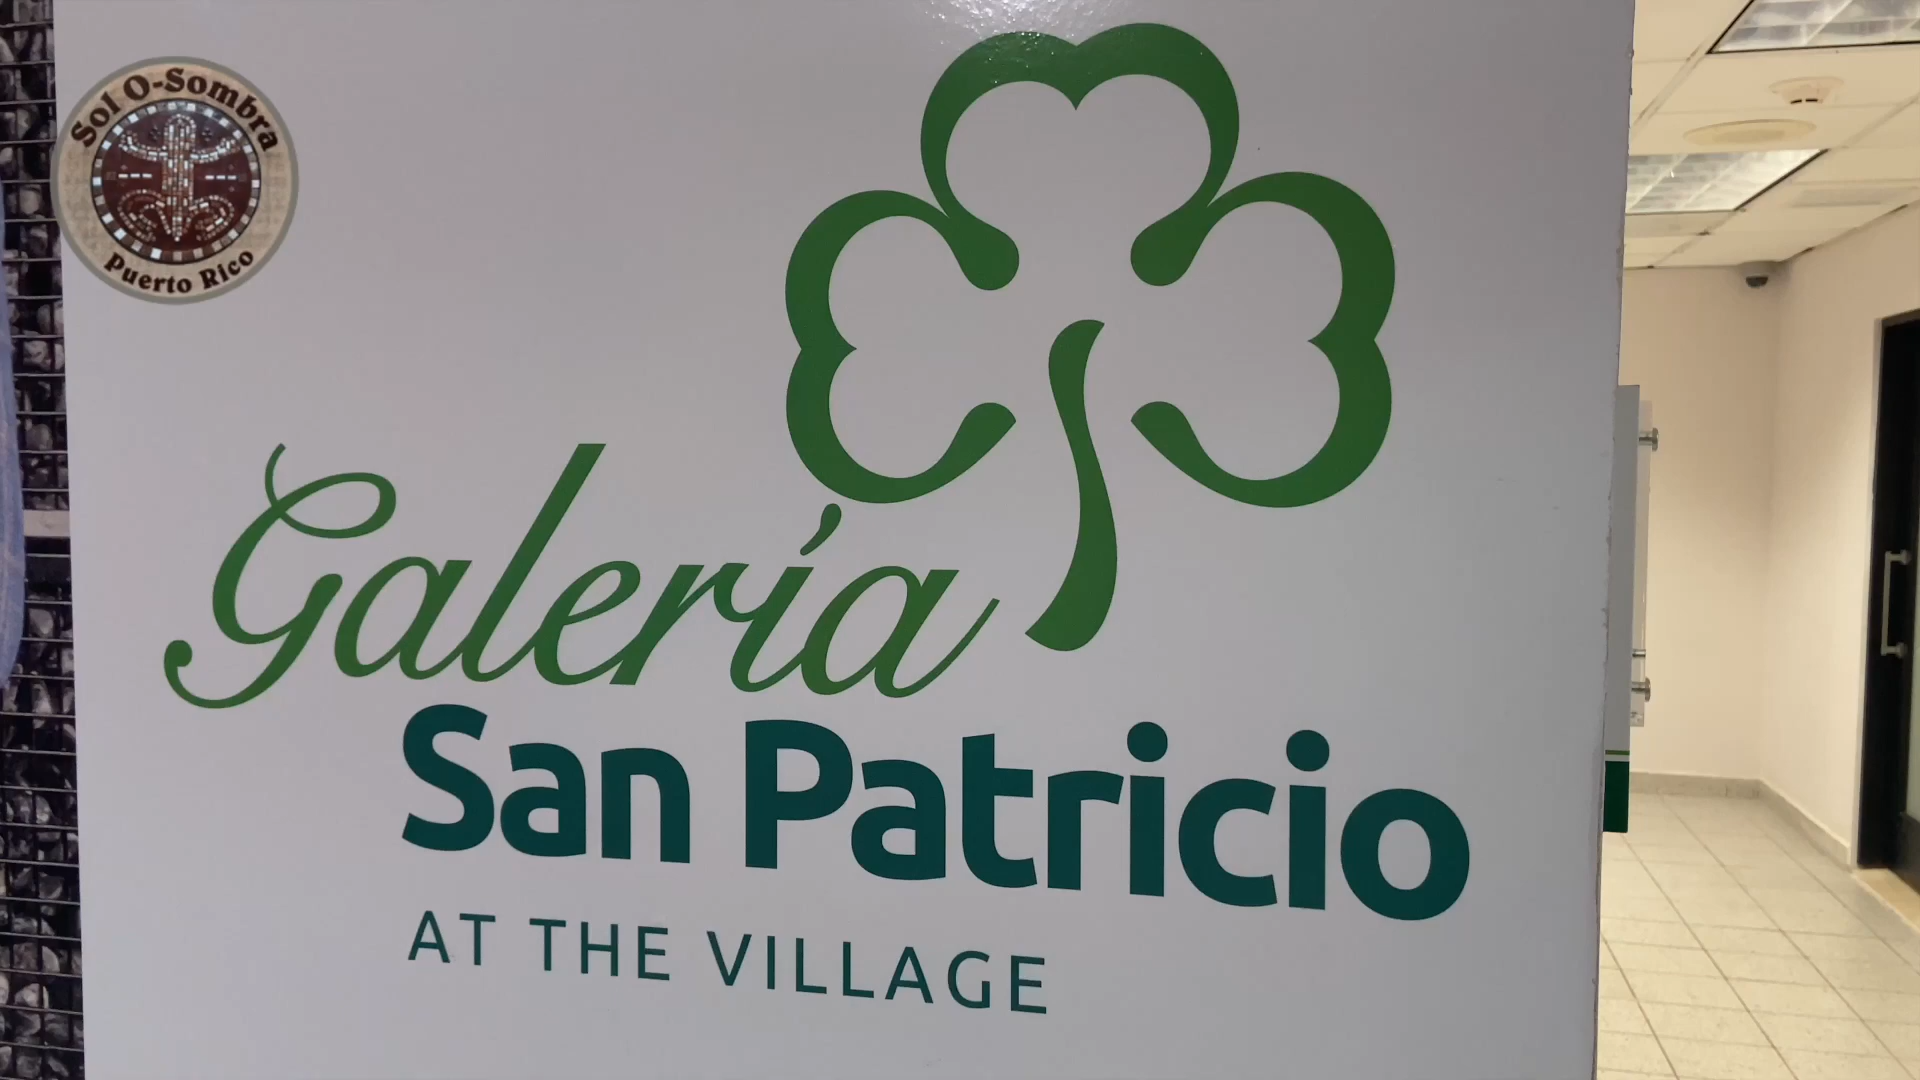 Sol O-Sombra
Puerto Rico
Galería
San Patricio
AT THE VILLAGE